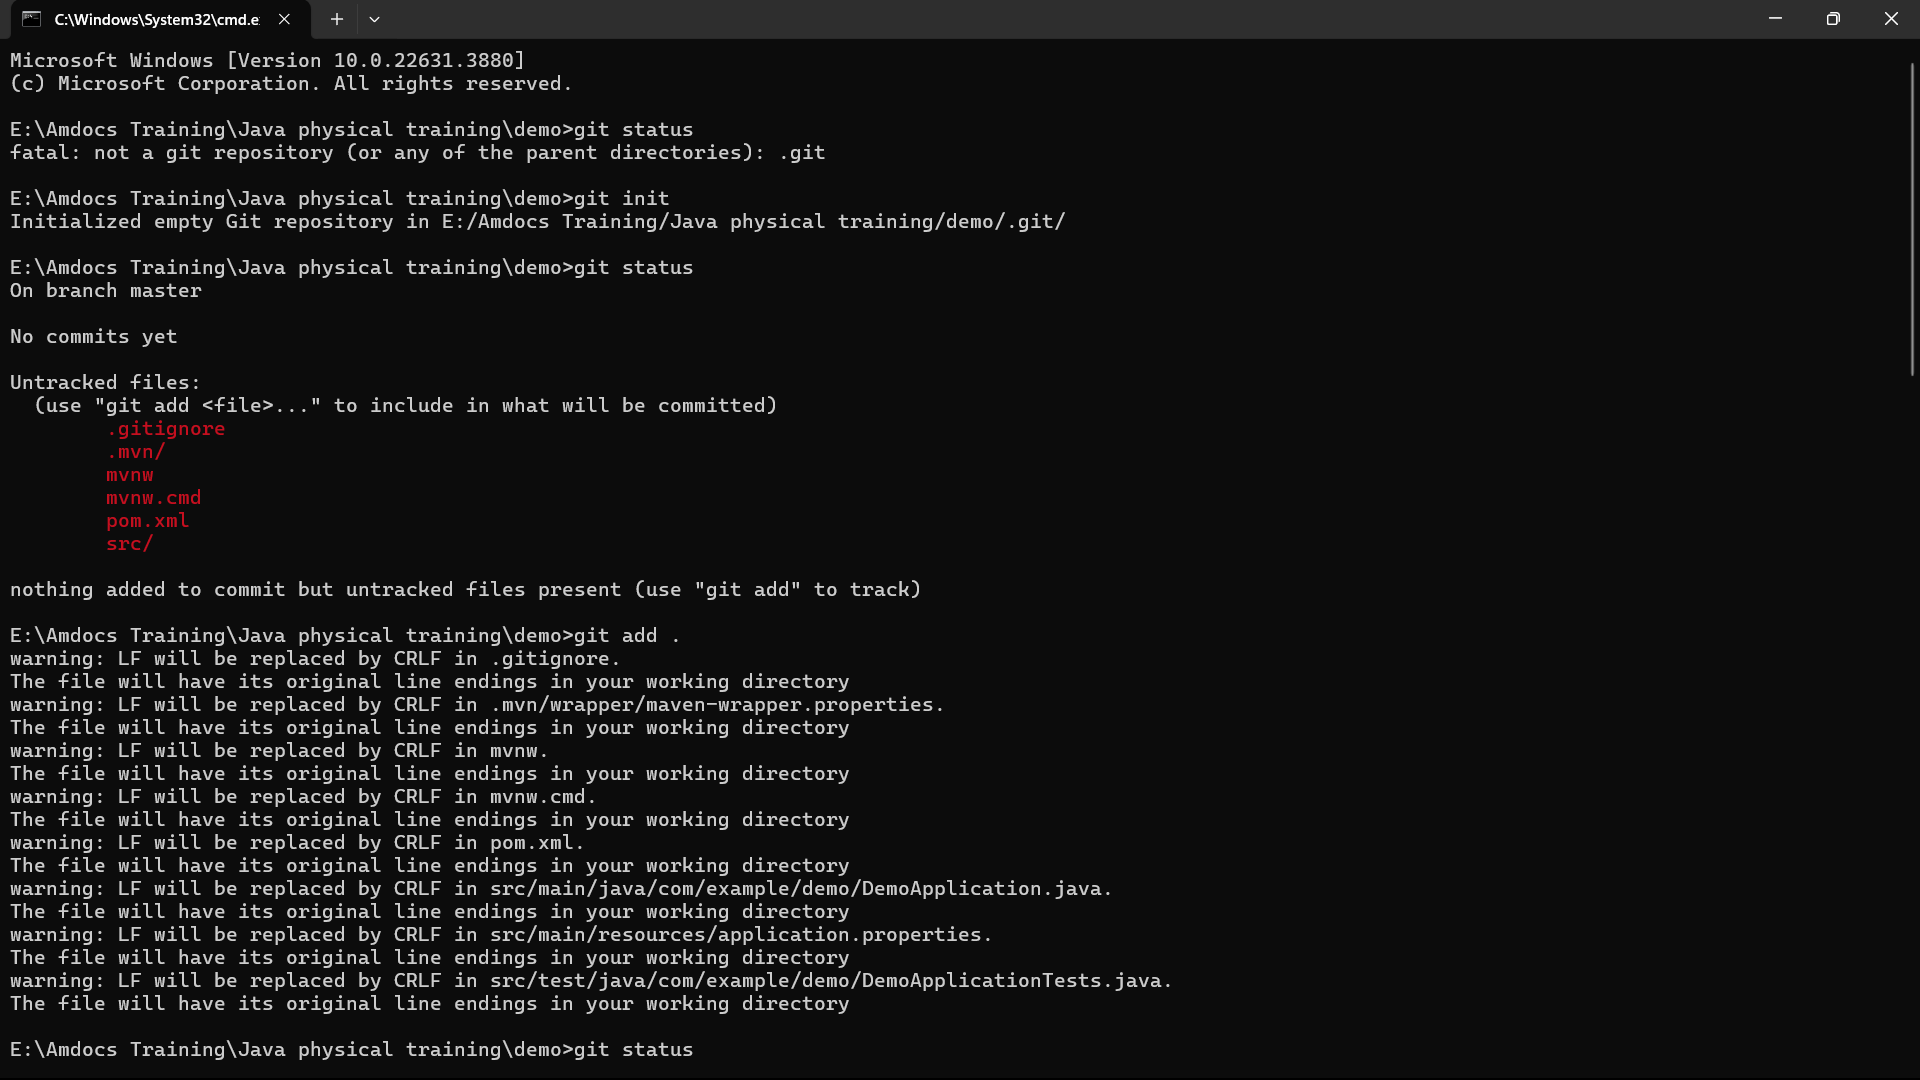 C:\Windows\System32\cmd.e
Microsoft Windows [Version 10.0.22631.3880]
(c) Microsoft Corporation. All rights reserved.
E:\Amdocs Training\Java physical training\demo>git status
fatal: not a git repository (or any of the parent directories): .git
E:\Amdocs Training\Java physical training\demo>git init
Initialized empty Git repository in E:/Amdocs Training/Java physical training/demo/.git/
E:\Amdocs Training\Java physical training\demo>git status
On branch master
No commits yet
Untracked files:
  (use "git add <file>..." to include in what will be committed)
        .gitignore
        .mvn/
        mvnw
        mvnw.cmd
        pom.xml
        src/
nothing added to commit but untracked files present (use "git add" to track)
E:\Amdocs Training\Java physical training\demo>git add .
warning: LF will be replaced by CRLF in .gitignore.
The file will have its original line endings in your working directory
warning: LF will be replaced by CRLF in .mvn/wrapper/maven-wrapper.properties.
The file will have its original line endings in your working directory
warning: LF will be replaced by CRLF in mvnw.
The file will have its original line endings in your working directory
warning: LF will be replaced by CRLF in mvnw.cmd.
The file will have its original line endings in your working directory
warning: LF will be replaced by CRLF in pom.xml.
The file will have its original line endings in your working directory
warning: LF will be replaced by CRLF in src/main/java/com/example/demo/DemoApplication.java.
The file will have its original line endings in your working directory
warning: LF will be replaced by CRLF in src/main/resources/application.properties.
The file will have its original line endings in your working directory
warning: LF will be replaced by CRLF in src/test/java/com/example/demo/DemoApplicationTests.java.
The file will have its original line endings in your working directory
E:\Amdocs Training\Java physical training\demo>git status